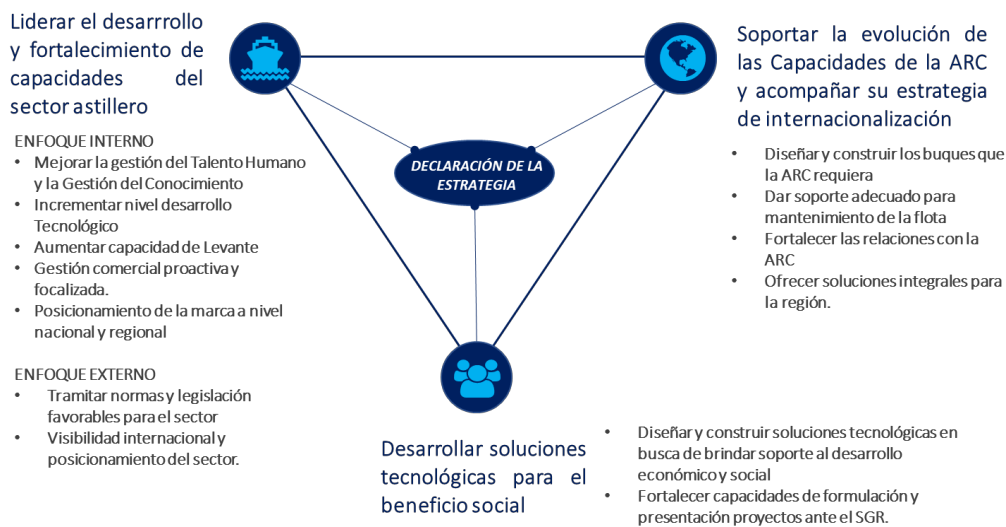 Liderar el desarrrollo
y fortalecimiento de
capacidades del
sector astillero
ENFOQUE INTERNO
• Mejorar la gestión del Talento Humano
y la Gestión del Conocimiento
• Incrementar nivel desarrollo
Tecnológico
• Aumentar capacidad de Levante
• Gestión comercial proactiva y
focalizada.
• Posicionamiento de la marca a nivel
nacional y regional
ENFOQUE EXTERNO
• Tramitar normas y legislación
favorables para el sector
• Visibilidad internacional y
posicionamiento del sector.
DECLARACIÓN DE LA
ESTRATEGIA
Soportar la evolución de
las Capacidades de la ARC
y acompañar su estrategia
de internacionalización
• Diseñar y construir los buques que
la ARC requiera
• Dar soporte adecuado para
mantenimiento de la flota
• Fortalecer las relaciones con la
ARC
• Ofrecer soluciones integrales para
la región.
Desarrollar soluciones
tecnológicas para el
beneficio social
• Diseñar y construir soluciones tecnológicas en
busca de brindar soporte al desarrollo
económico y social
• Fortalecer capacidades de formulación y
presentación proyectos ante el SGR.